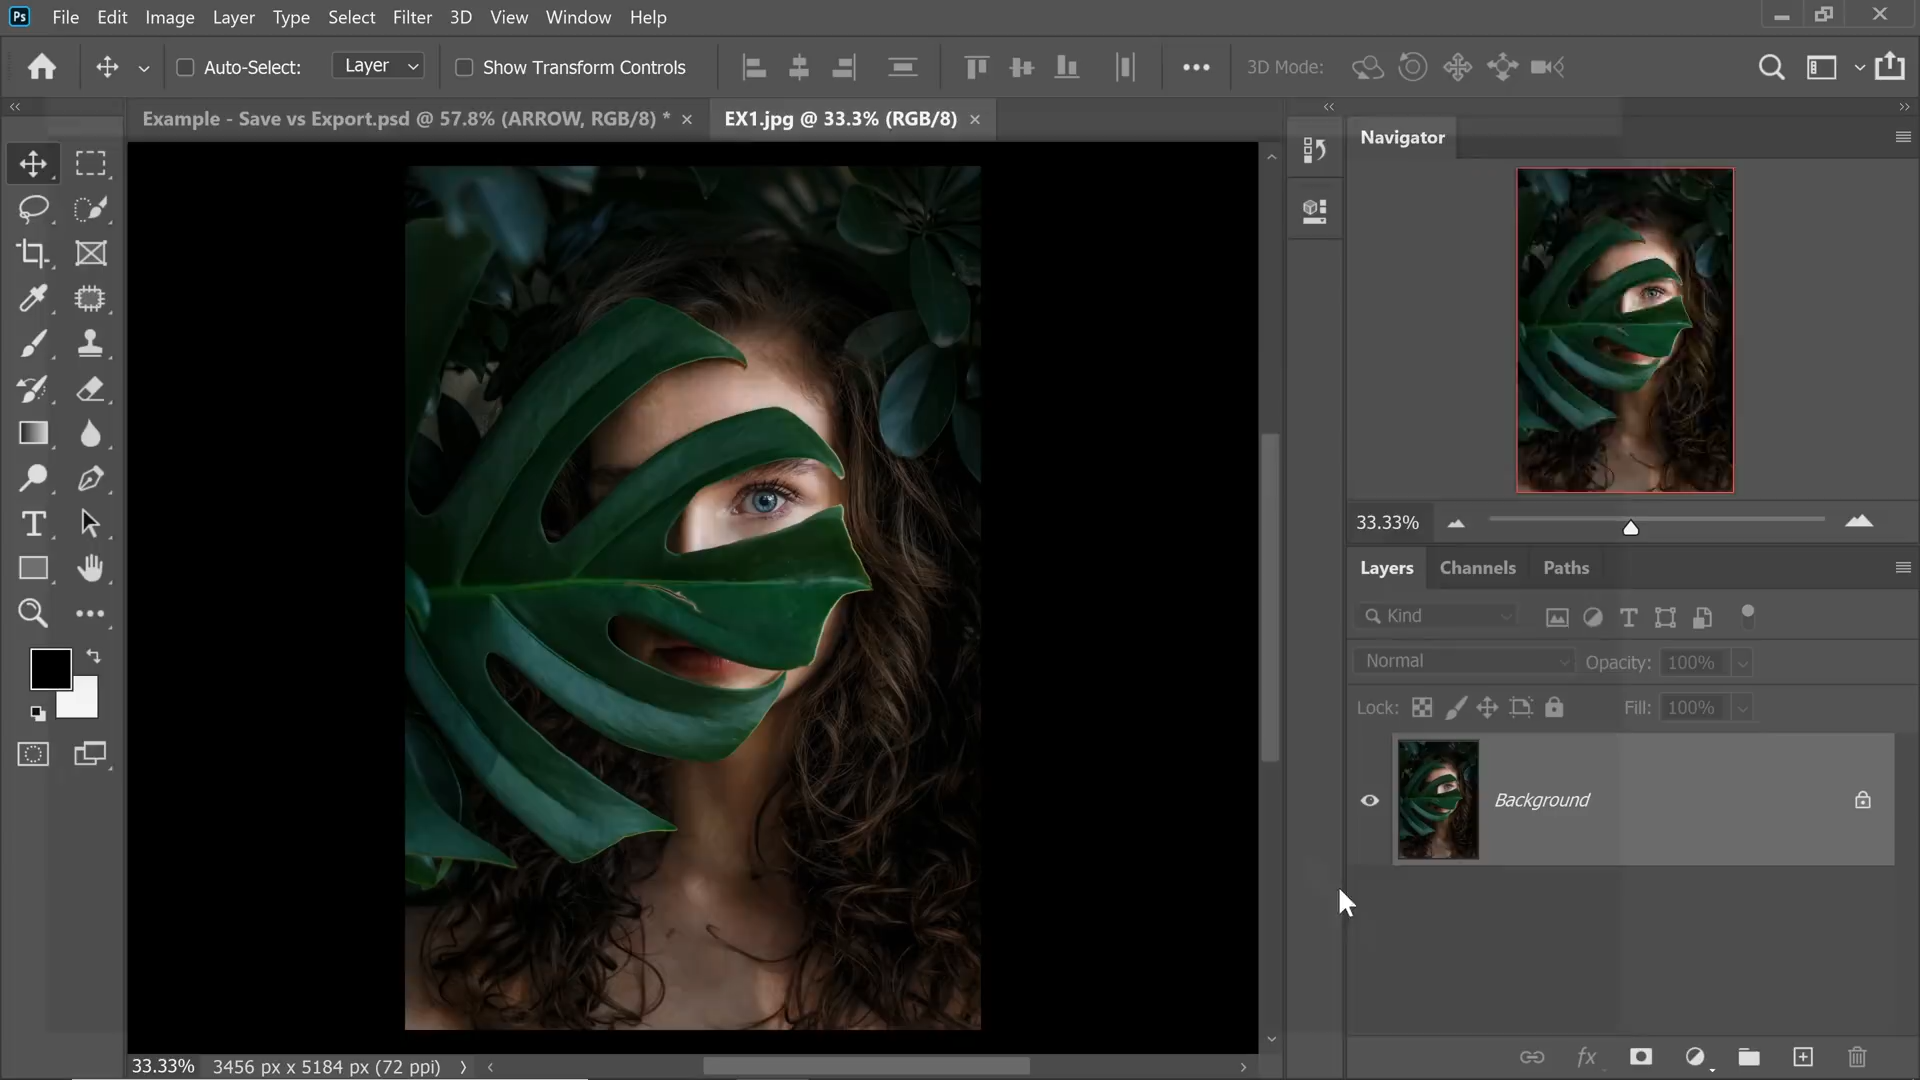 Ps File Edit Image Layer Type Select Filter 3D View Window Help
Auto-Select: Layer Show Transform Controls 3D Mode:
Example - Save vs Export.psd @ 57.8% (ARROW, RGB/8) * EX1.jpg @ 33.3% (RGB/8)
Navigator
33.33%
Layers Channels Paths
Kind
Normal Opacity: 100%
Lock: Fill: 100%
Background
33.33% 3456 px x 5184 px (72 ppi)
fx